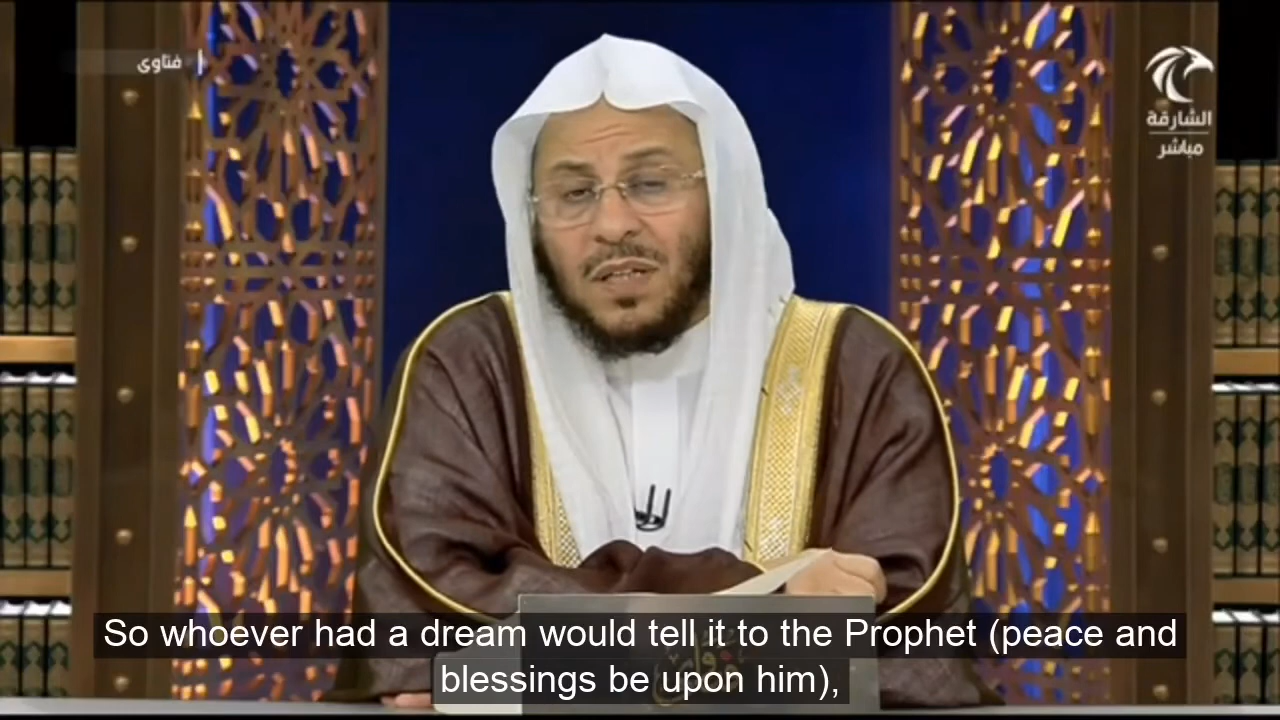 فتاوى
الشارقة
مباشر
So whoever had a dream would tell it to the Prophet (peace and
blessings be upon him),